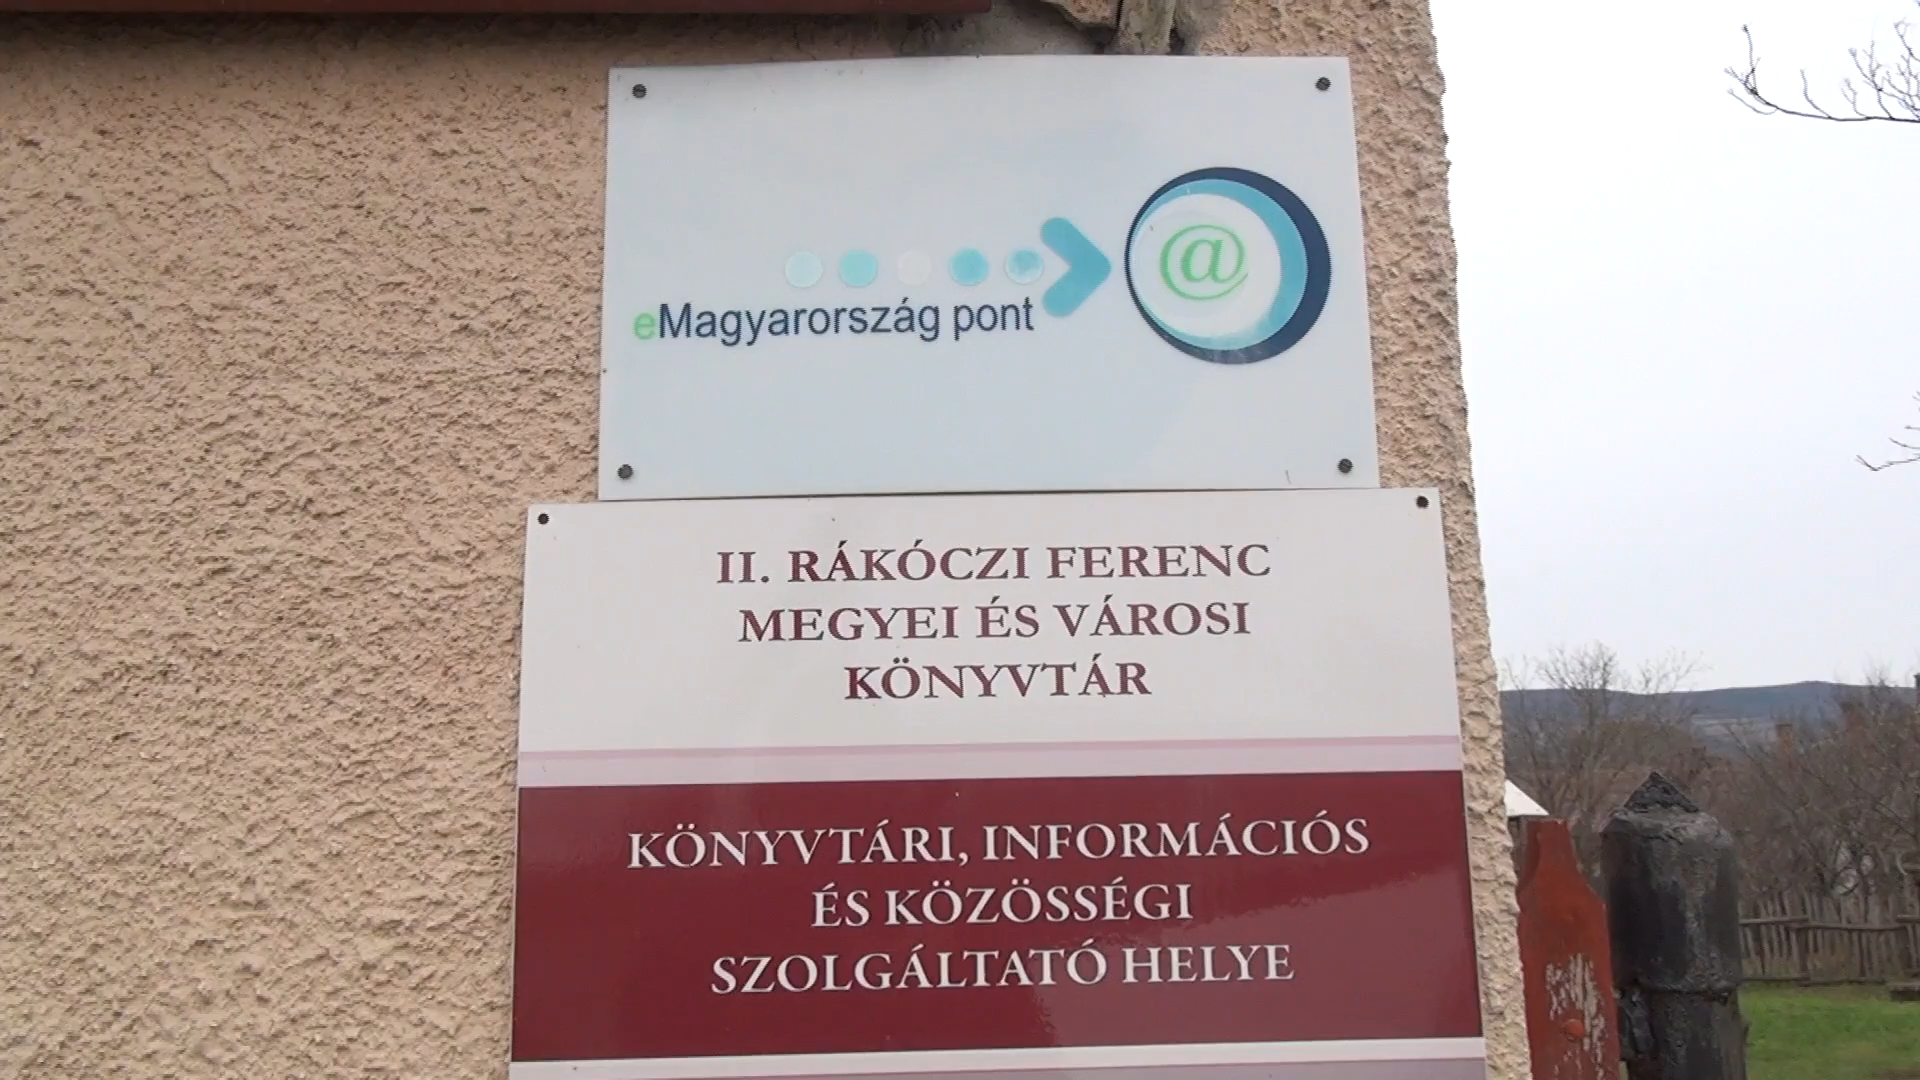 @
eMagyarország pont
II. RÁKÓCZI FERENC
MEGYEI ÉS VÁROSI
KÖNYVTÁR
KÖNYVTÁRI, INFORMÁCIÓS
ÉS KÖZÖSSÉGI
SZOLGÁLTATÓ HELYE